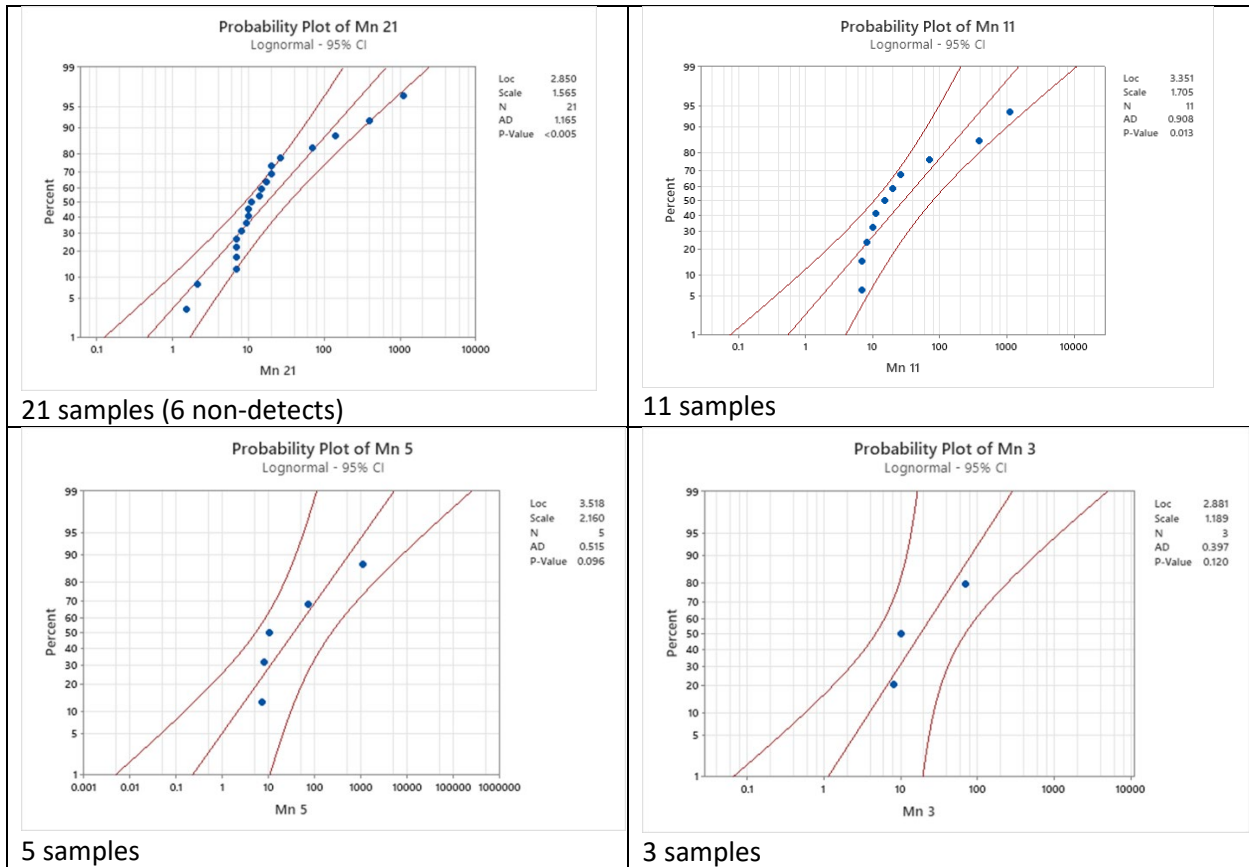 Probability Plot of Mn 21
Lognormal - 95% CI
99
95
90
80
70
60
50
40
30
20
10
5
1
Percent
0.1 1 10 100 1000 10000
Mn 21
Loc 2.850
Scale 1.565
N 21
AD 1.165
P-Value <0.005
21 samples (6 non-detects)
Probability Plot of Mn 11
Lognormal - 95% CI
99
95
90
80
70
60
50
40
30
20
10
5
1
Percent
0.1 1 10 100 1000 10000
Mn 11
Loc 3.351
Scale 1.705
N 11
AD 0.908
P-Value 0.013
11 samples
Probability Plot of Mn 5
Lognormal - 95% CI
99
95
90
80
70
60
50
40
30
20
10
5
1
Percent
0.001 0.01 0.1 1 10 100 1000 10000 100000 1000000
Mn 5
Loc 3.518
Scale 2.160
N 5
AD 0.515
P-Value 0.096
5 samples
Probability Plot of Mn 3
Lognormal - 95% CI
99
95
90
80
70
60
50
40
30
20
10
5
1
Percent
0.1 1 10 100 1000 10000
Mn 3
Loc 2.881
Scale 1.189
N 3
AD 0.397
P-Value 0.120
3 samples